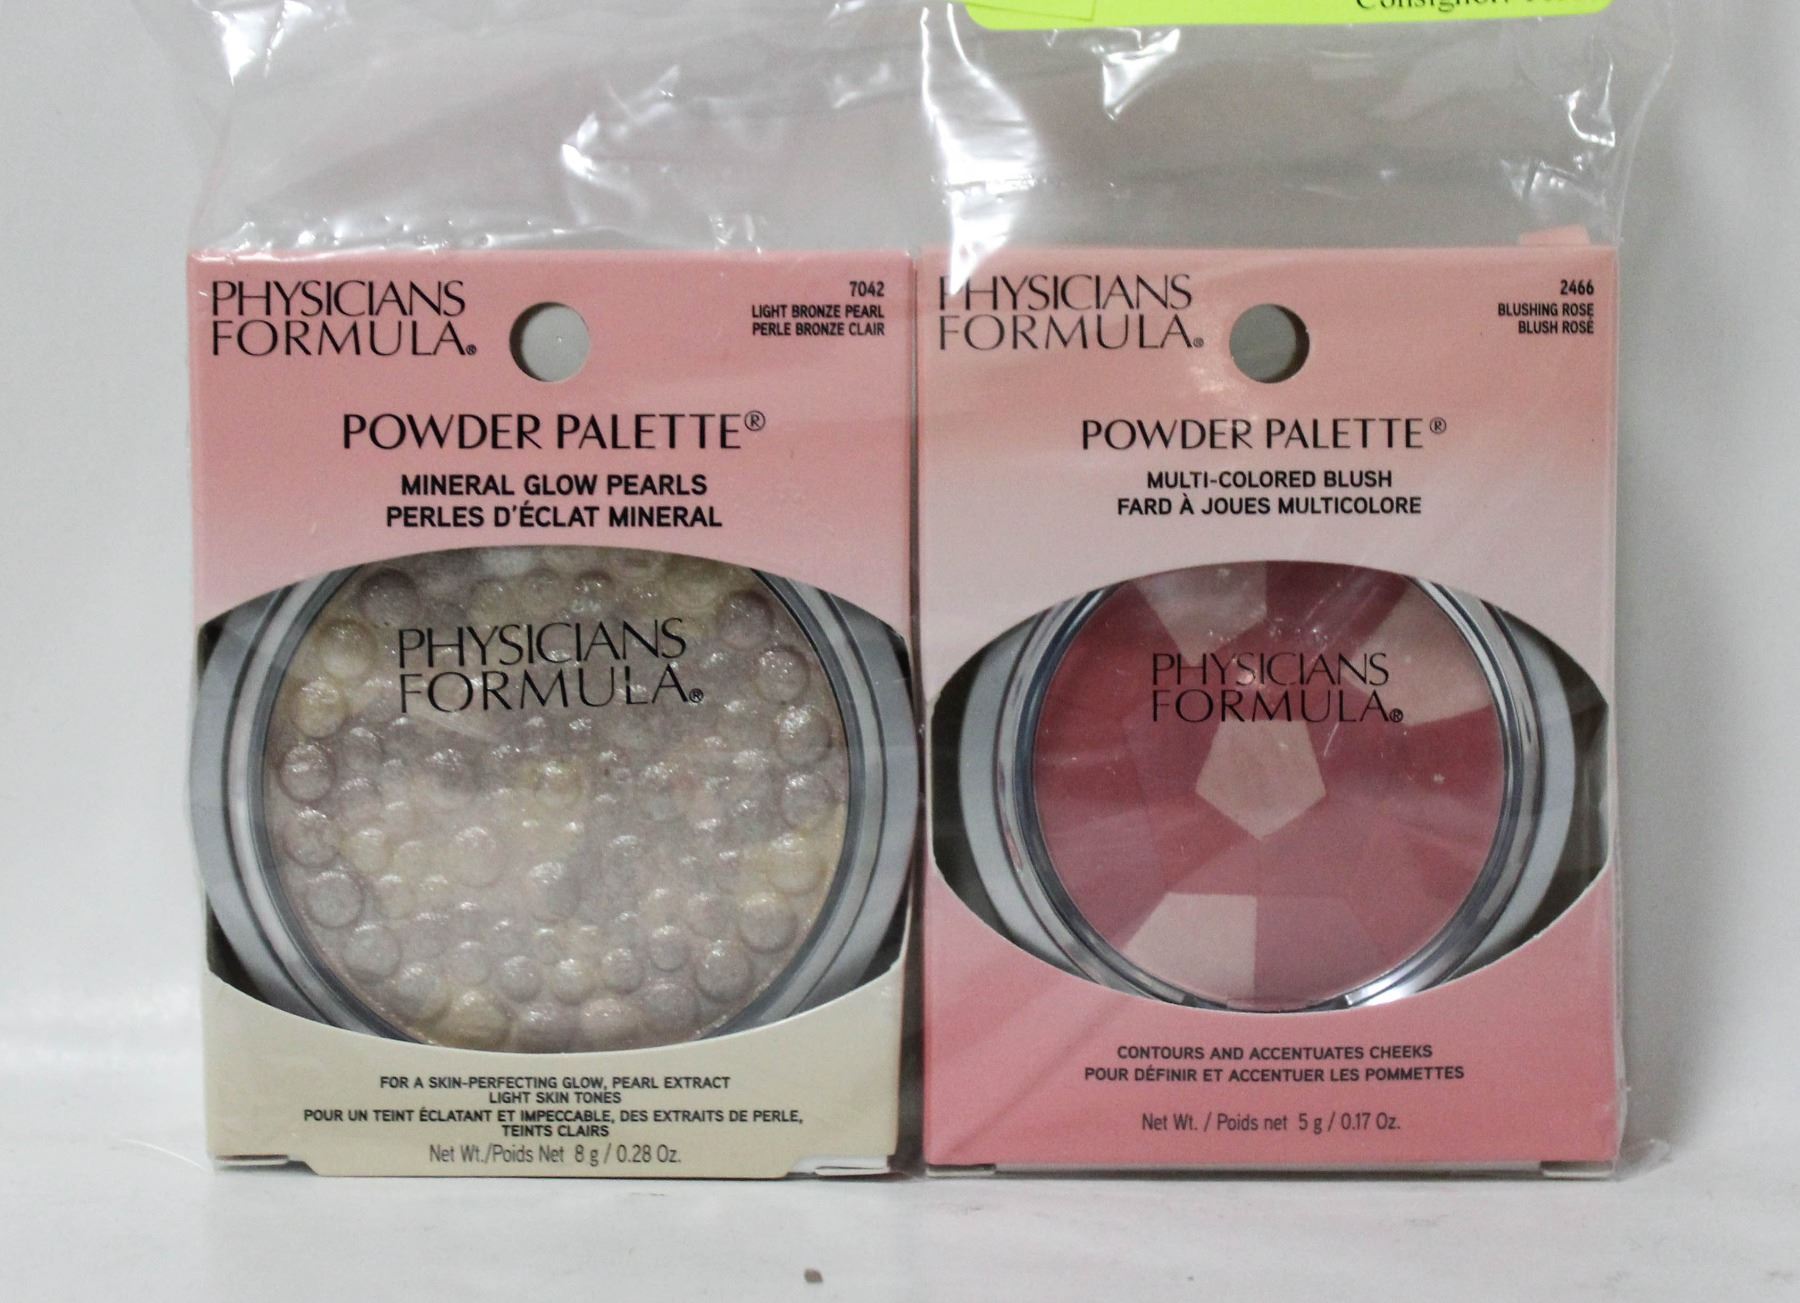 PHYSICIANS
FORMULA®
7042
LIGHT BRONZE PEARL
PERLE BRONZE CLAIR
POWDER PALETTE®
MINERAL GLOW PEARLS
PERLES D'ÉCLAT MINERAL
PHYSICIANS
FORMULA®
FOR A SKIN-PERFECTING GLOW, PEARL EXTRACT
LIGHT SKIN TONES
POUR UN TEINT ÉCLATANT ET IMPECCABLE, DES EXTRAITS DE PERLE,
TEINTS CLAIRS
Net Wt./Poids Net 8 g / 0.28 Oz.
Consignor:
PHYSICIANS
FORMULA®
2466
BLUSHING ROSE
BLUSH ROSÉ
POWDER PALETTE®
MULTI-COLORED BLUSH
FARD À JOUES MULTICOLORE
PHYSICIANS
FORMULA®
CONTOURS AND ACCENTUATES CHEEKS
POUR DÉFINIR ET ACCENTUER LES POMMETTES
Net Wt. / Poids net 5 g / 0.17 Oz.